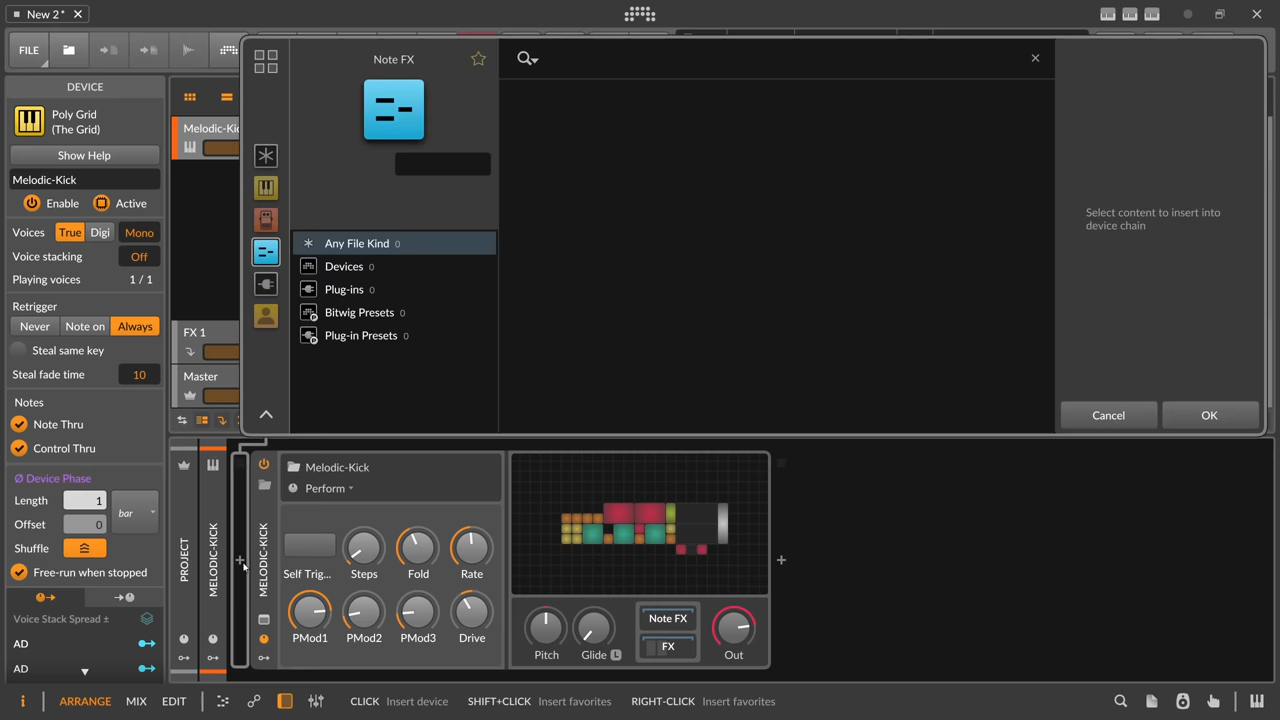 New 2*
FILE
DEVICE
Poly Grid
(The Grid)
Show Help
Melodic-Kick
Enable
Active
Voices
True
Digi
Mono
Voice stacking
Off
Playing voices
1 / 1
Retrigger
Never
Note on
Always
Steal same key
Steal fade time
10
Notes
Note Thru
Control Thru
Ø Device Phase
Length
1
bar
Offset
0
Shuffle
Free-run when stopped
Voice Stack Spread ±
AD
AD
Melodic-Kic
FX 1
Master
Note FX
Any File Kind 0
Devices 0
Plug-ins 0
Bitwig Presets 0
Plug-in Presets 0
Select content to insert into
device chain
Cancel
OK
PROJECT
MELODIC-KICK
MELODIC-KICK
Melodic-Kick
Perform
Self Trig...
Steps
Fold
Rate
PMod1
PMod2
PMod3
Drive
Pitch
Glide
L
Note FX
FX
Out
i
ARRANGE
MIX
EDIT
CLICK Insert device
SHIFT+CLICK Insert favorites
RIGHT-CLICK Insert favorites